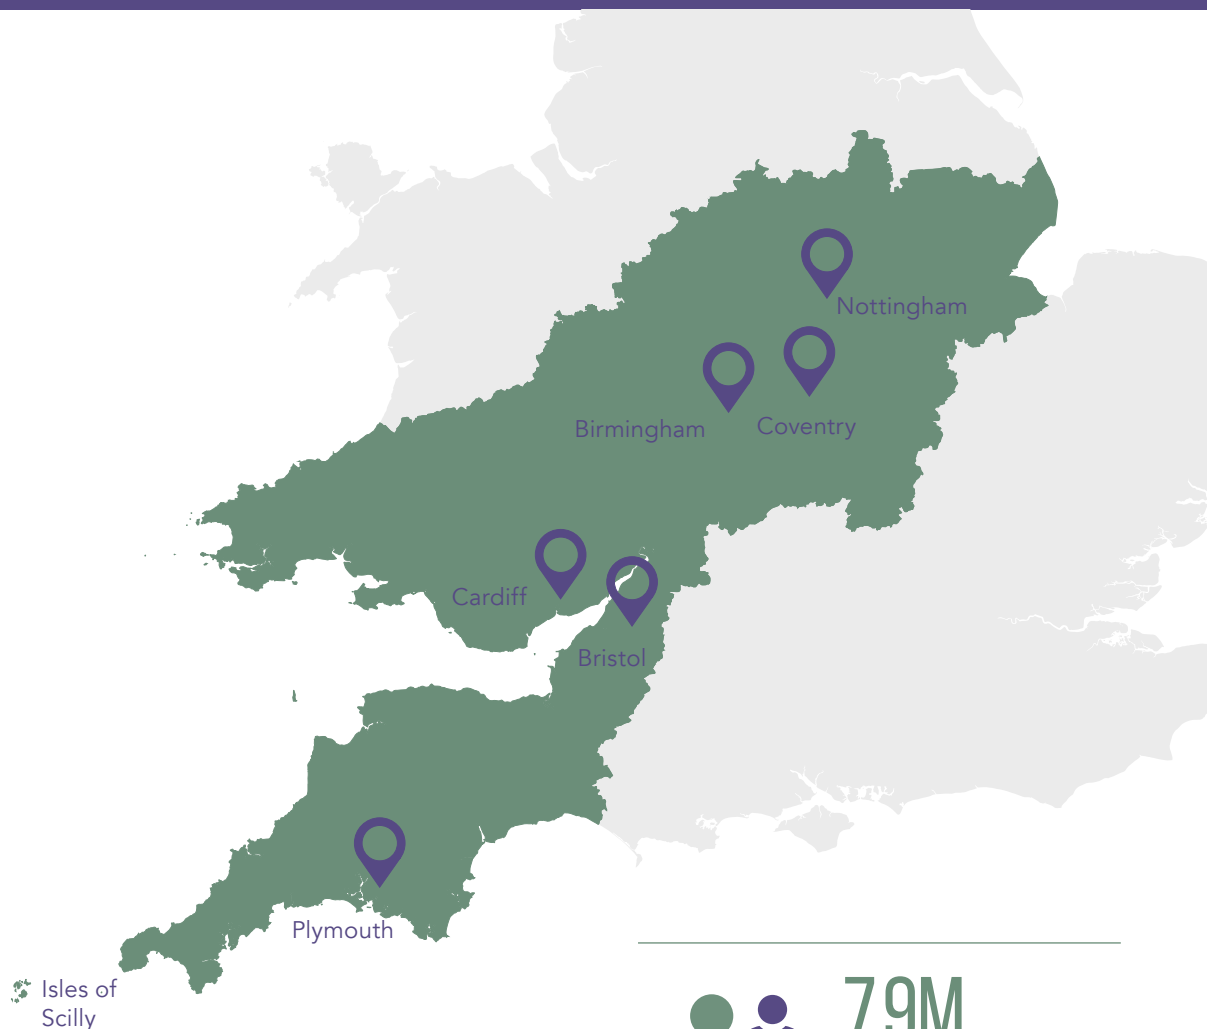 Nottingham
Birmingham
Coventry
Cardiff
Bristol
Plymouth
Isles of
Scilly
7.9M